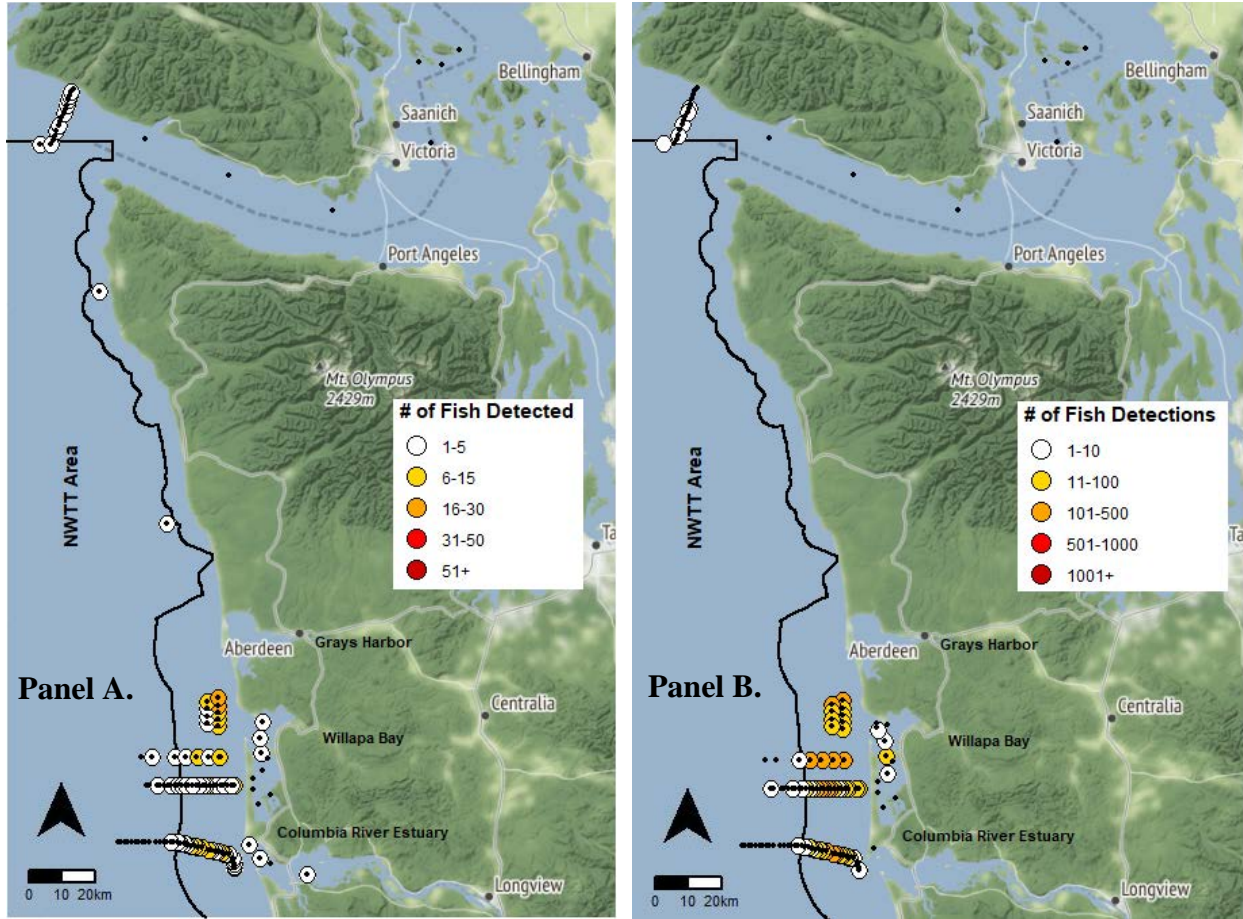 Bellingham
Saanich
Victoria
Port Angeles
Mt. Olympus
2429m
NWTT Area
# of Fish Detected
1-5
6-15
16-30
31-50
51+
Ta
Aberdeen
Grays Harbor
Panel A.
Centralia
Willapa Bay
Columbia River Estuary
0 10 20km
Longview
Bellingham
Saanich
Victoria
Port Angeles
Mt. Olympus
2429m
NWTT Area
# of Fish Detections
1-10
11-100
101-500
501-1000
1001+
Ta
Aberdeen
Grays Harbor
Panel B.
Centralia
Willapa Bay
Columbia River Estuary
0 10 20km
Longview